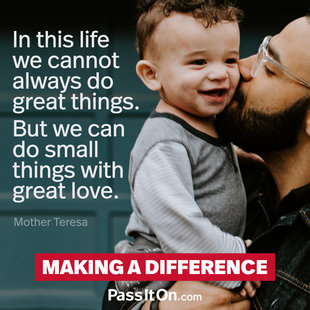 In this life
we cannot
always do
great things.
But we can
do small
things with
great love.
Mother Teresa
MAKING A DIFFERENCE
PassItOn.com